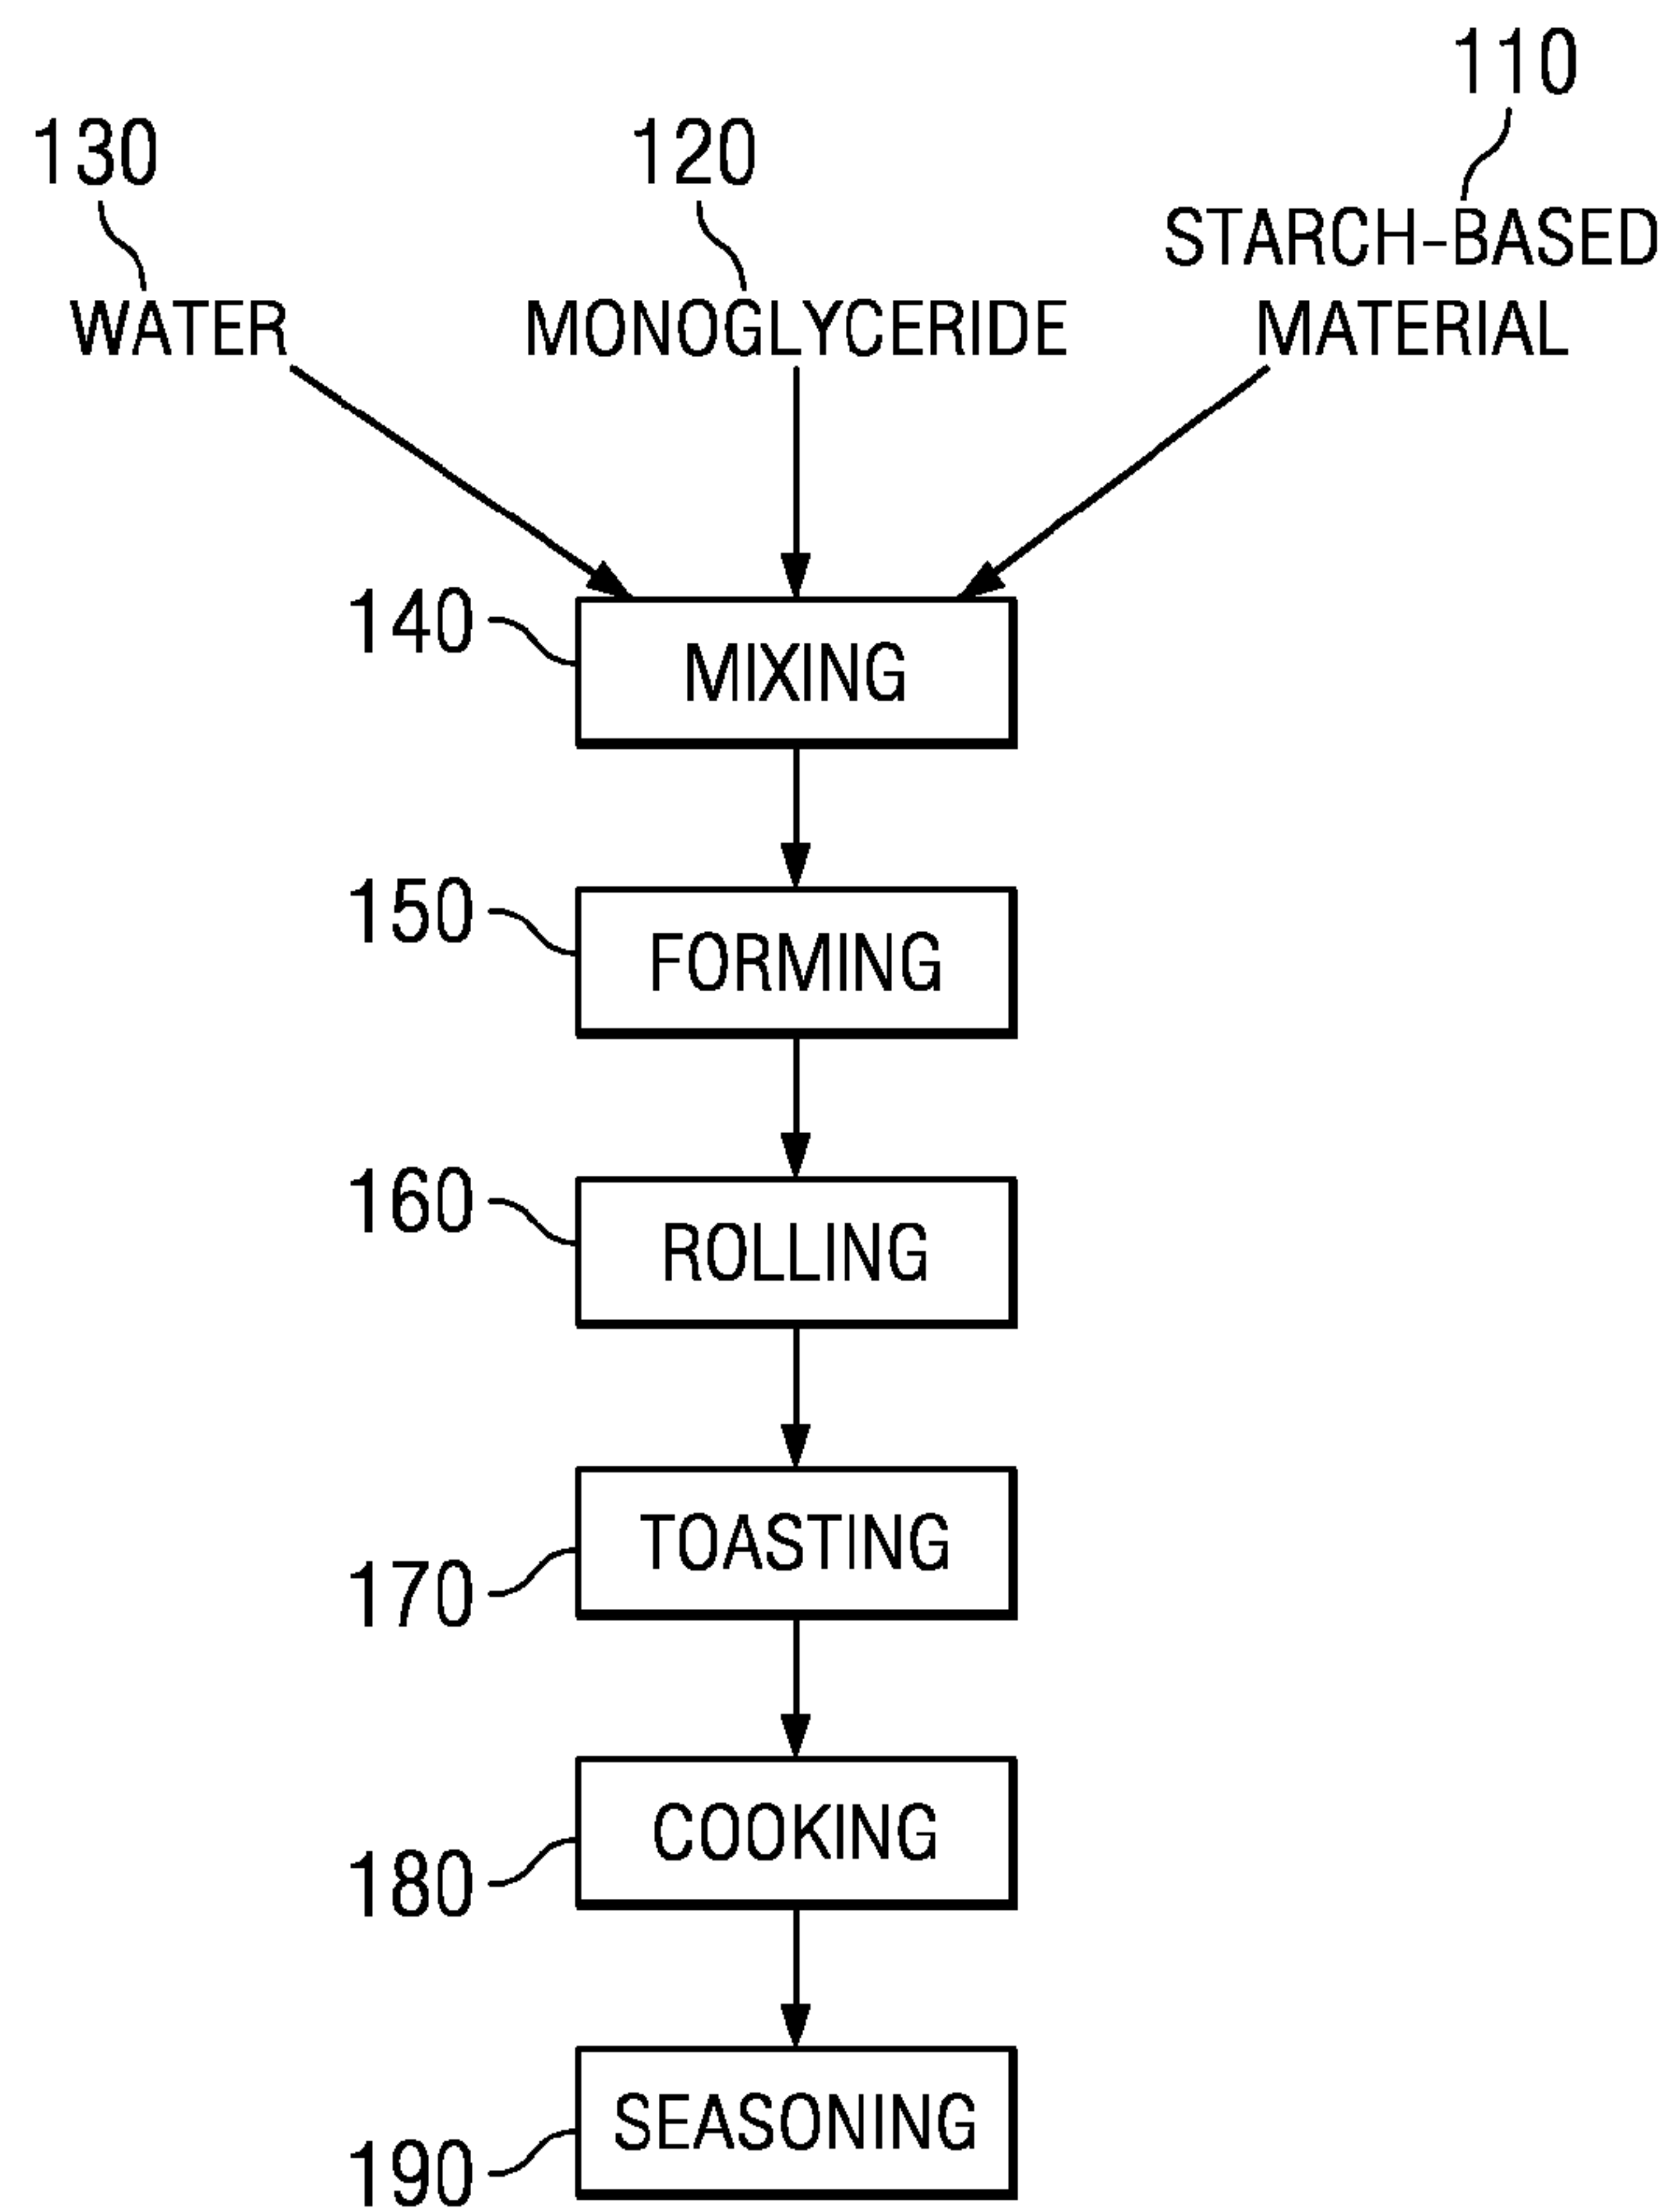 110
130
120
STARCH-BASED
WATER
MONOGLYCERIDE
MATERIAL
140
MIXING
150
FORMING
160
ROLLING
170
TOASTING
180
COOKING
190
SEASONING